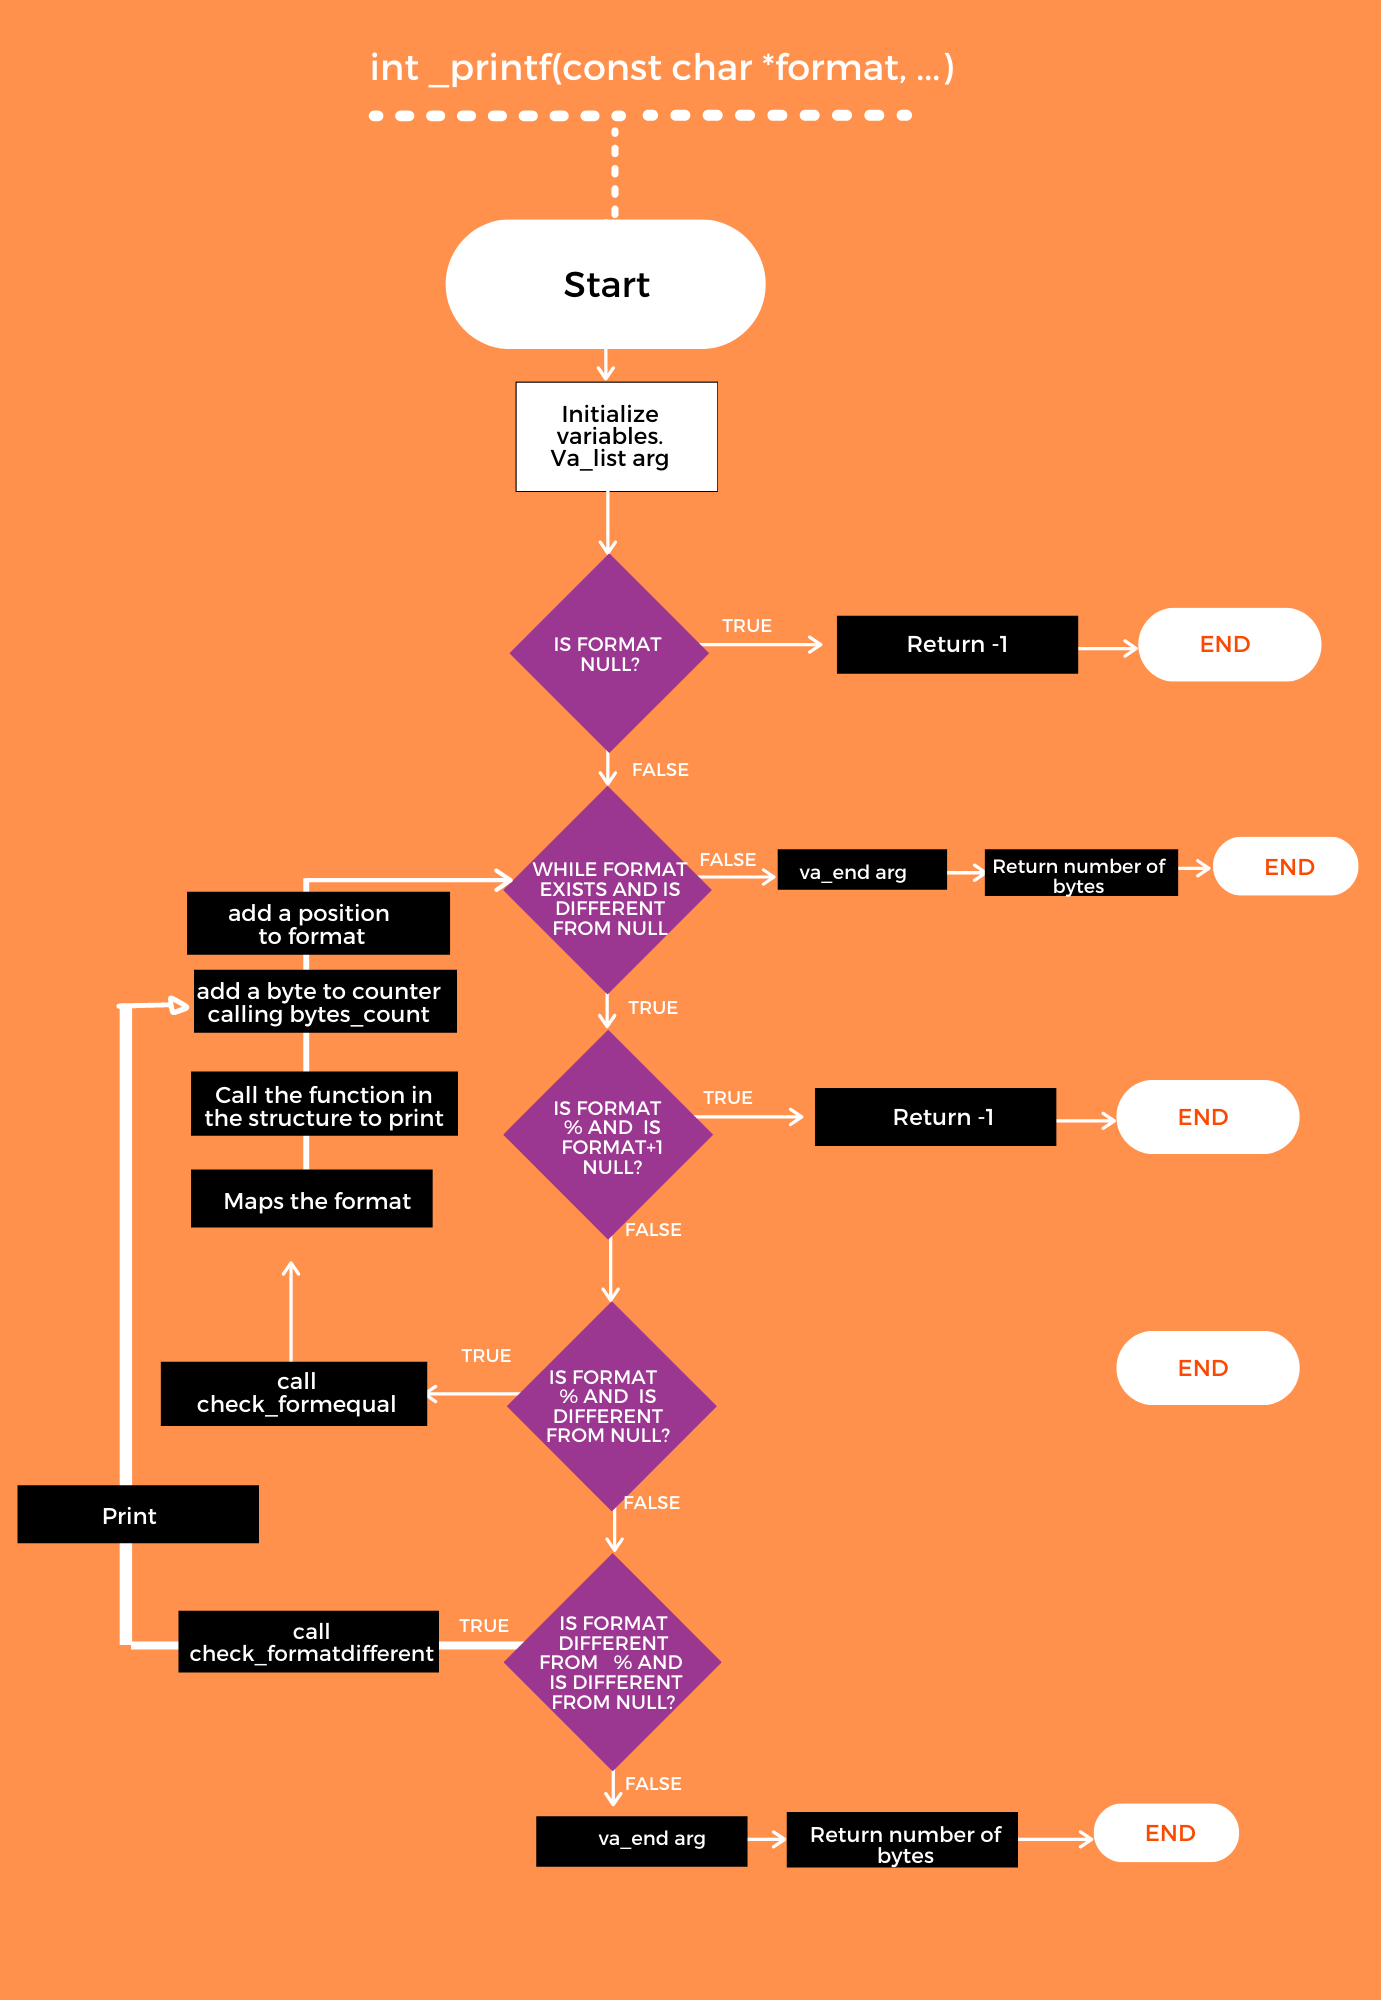 int _printf(const char *format, ...)
Start
Initialize
variables.
Va_list arg
IS FORMAT
NULL?
TRUE
Return -1
END
FALSE
WHILE FORMAT
EXISTS AND IS
DIFFERENT
FROM NULL
FALSE
va_end arg
Return number of
bytes
END
add a position
to format
add a byte to counter
calling bytes_count
Call the function in
the structure to print
Maps the format
TRUE
IS FORMAT
% AND IS
FORMAT+1
NULL?
TRUE
Return -1
END
FALSE
IS FORMAT
% AND IS
DIFFERENT
FROM NULL?
TRUE
call
check_formequal
END
FALSE
Print
IS FORMAT
DIFFERENT
FROM % AND
IS DIFFERENT
FROM NULL?
TRUE
call
check_formatdifferent
FALSE
va_end arg
Return number of
bytes
END